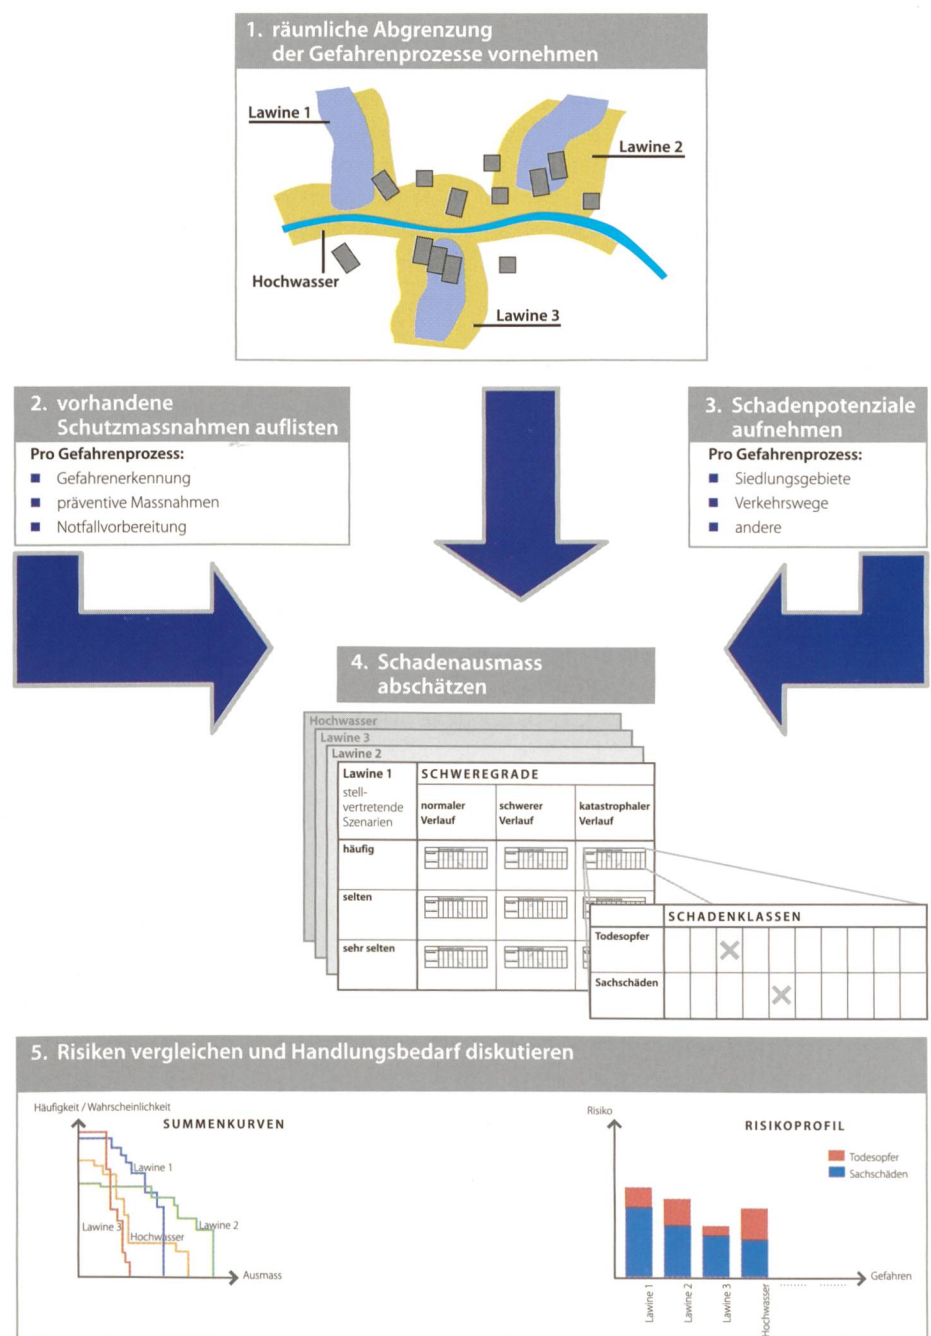 1. räumliche Abgrenzung
der Gefahrenprozesse vornehmen
Lawine 1
Lawine 2
Hochwasser
Lawine 3
2. vorhandene
Schutzmassnahmen auflisten
Pro Gefahrenprozess:
Gefahrenerkennung
präventive Massnahmen
Notfallvorbereitung
3. Schadenpotenziale
aufnehmen
Pro Gefahrenprozess:
Siedlungsgebiete
Verkehrswege
andere
4. Schadenausmass
abschätzen
Hochwasser
Lawine 3
Lawine 2
Lawine 1
stell-
vertretende
Szenarien
SCHWEREGRADE
normaler
Verlauf
schwerer
Verlauf
katastrophaler
Verlauf
häufig
selten
sehr selten
SCHADENKLASSEN
Todesopfer
Sachschäden
5. Risiken vergleichen und Handlungsbedarf diskutieren
Häufigkeit / Wahrscheinlichkeit
SUMMENKURVEN
Lawine 1
Lawine 3
Hochwasser
Lawine 2
Ausmass
Risiko
RISIKOPROFIL
Todesopfer
Sachschäden
Gefahren
Lawine 1
Lawine 2
Lawine 3
Hochwasser